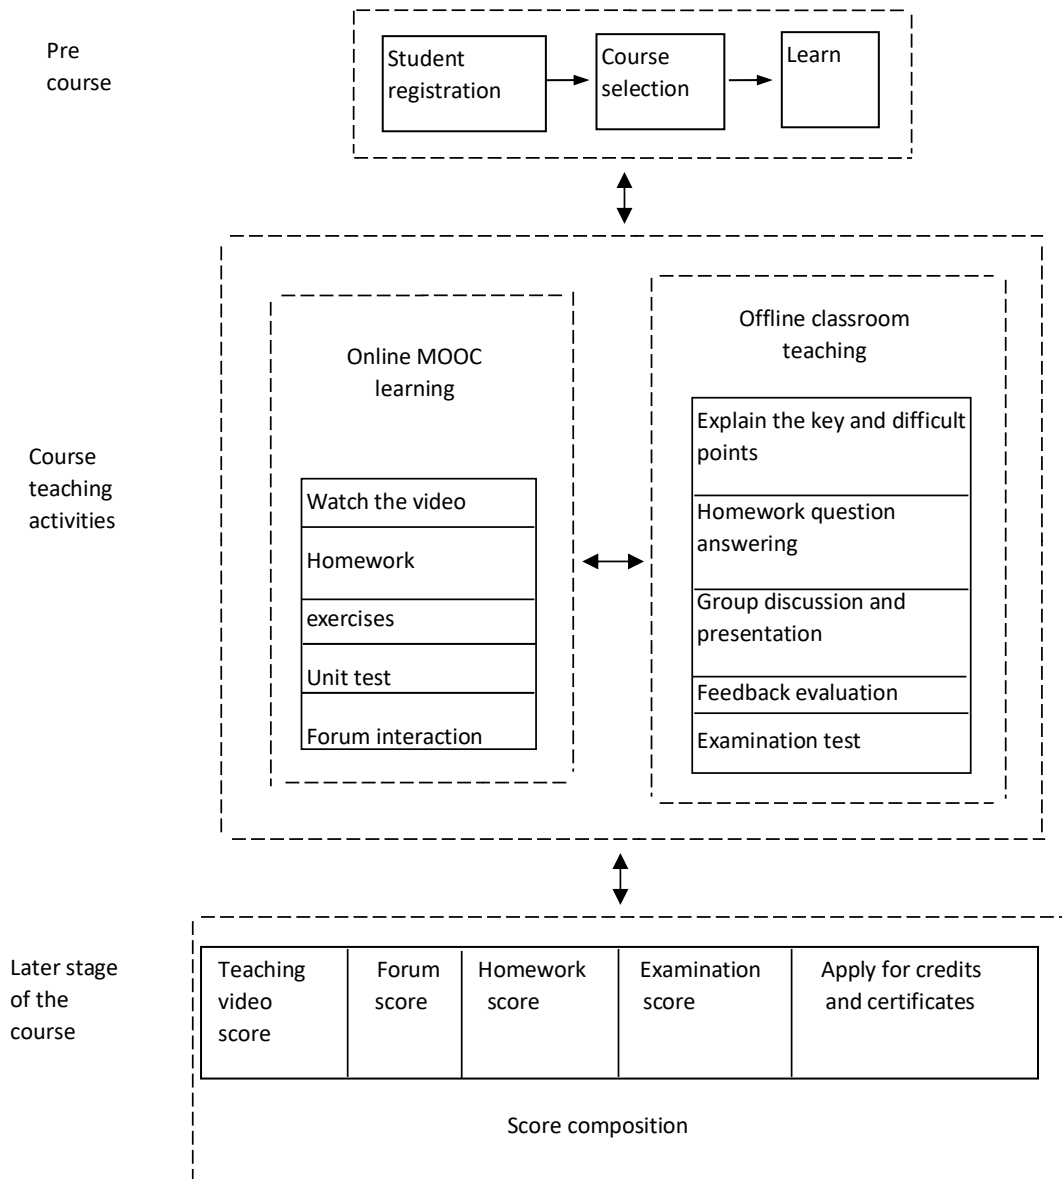 Pre
course
Student
registration
Course
selection
Learn
Course
teaching
activities
Online MOOC
learning
Watch the video
Homework
exercises
Unit test
Forum interaction
Offline classroom
teaching
Explain the key and difficult
points
Homework question
answering
Group discussion and
presentation
Feedback evaluation
Examination test
Later stage
of the
course
Teaching
video
score
Forum
score
Homework
score
Examination
score
Apply for credits
and certificates
Score composition